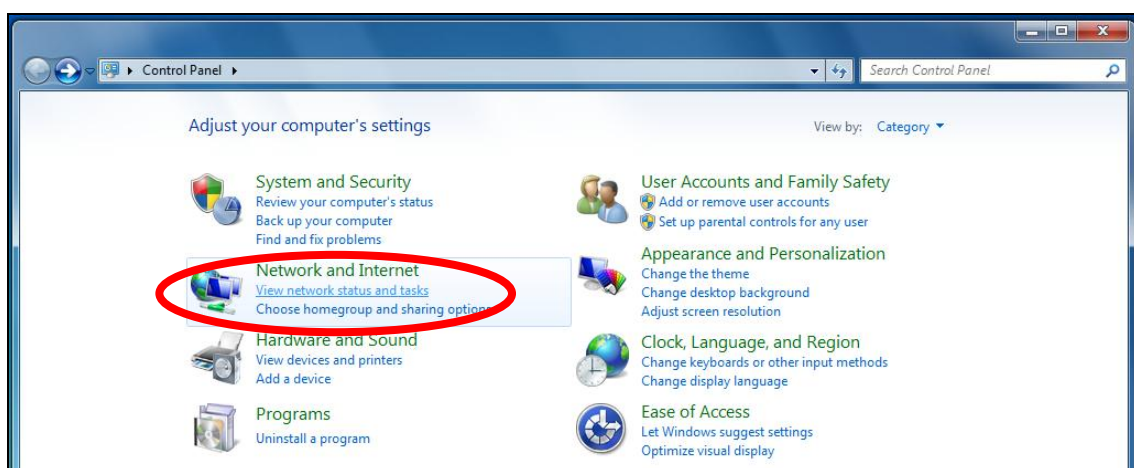 Control Panel
Search Control Panel
Adjust your computer's settings
View by: Category
System and Security
Review your computer's status
Back up your computer
Find and fix problems
Network and Internet
View network status and tasks
Choose homegroup and sharing options
Hardware and Sound
View devices and printers
Add a device
Programs
Uninstall a program
User Accounts and Family Safety
Add or remove user accounts
Set up parental controls for any user
Appearance and Personalization
Change the theme
Change desktop background
Adjust screen resolution
Clock, Language, and Region
Change keyboards or other input methods
Change display language
Ease of Access
Let Windows suggest settings
Optimize visual display